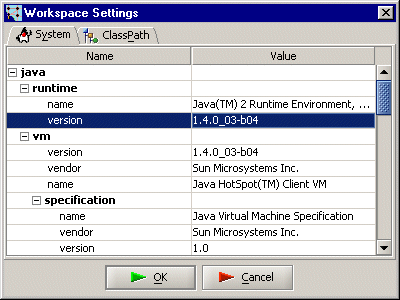 Workspace Settings
System ClassPath
Name Value
java
runtime
name Java(TM) 2 Runtime Environment, ...
version 1.4.0_03-b04
vm
version 1.4.0_03-b04
vendor Sun Microsystems Inc.
name Java HotSpot(TM) Client VM
specification
name Java Virtual Machine Specification
vendor Sun Microsystems Inc.
version 1.0
OK Cancel